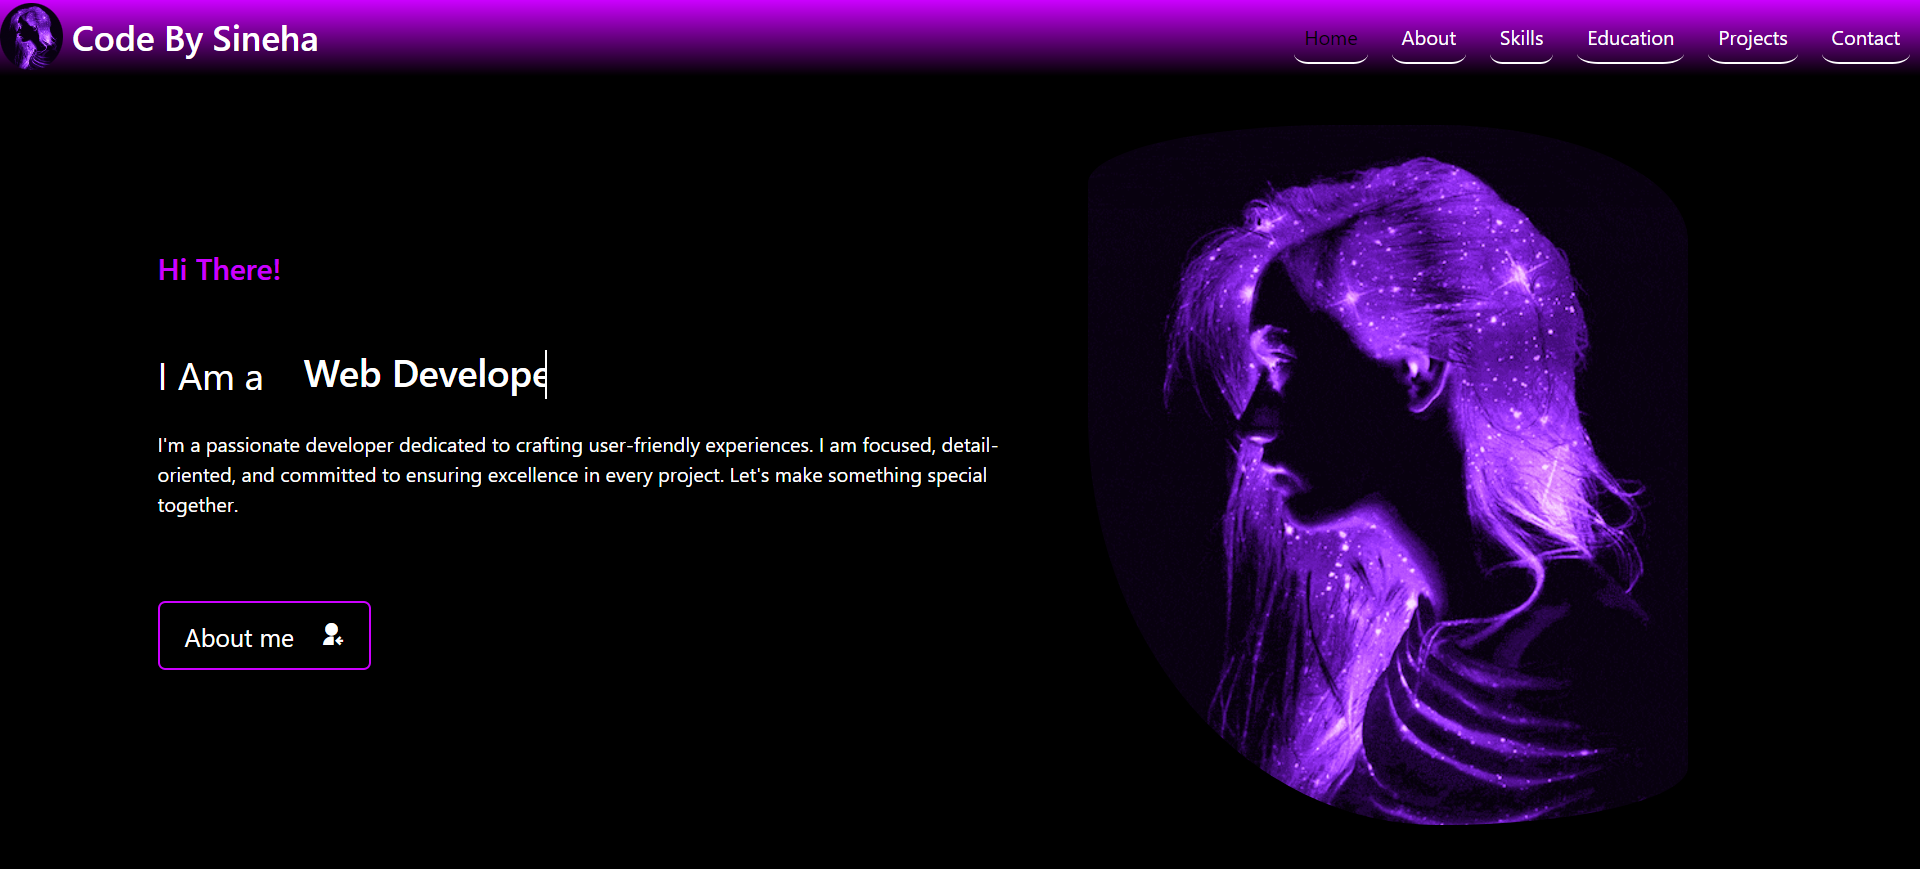 Code By Sineha
Home About Skills Education Projects Contact
Hi There!
I Am a Web Develope
I'm a passionate developer dedicated to crafting user-friendly experiences. I am focused, detail-
oriented, and committed to ensuring excellence in every project. Let's make something special
together.
About me